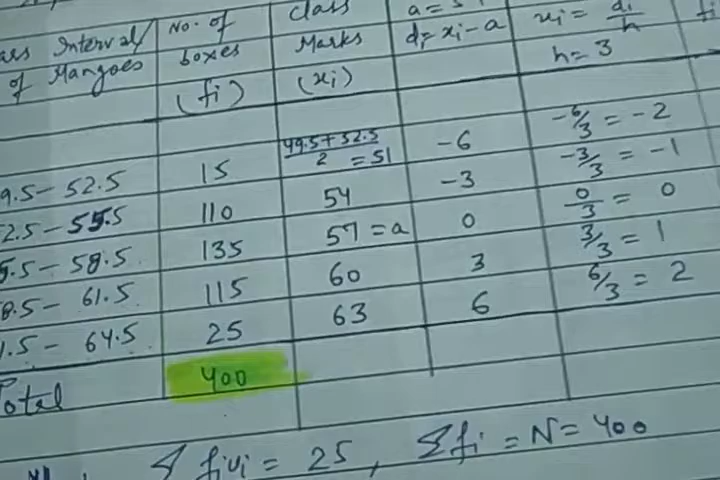 No. of Class a = d
Class Interval/ boxes Marks di = xi - a ui = di/h fi
of Mangoes (fi) (xi) h = 3
9.5 - 52.5 15 49.5+52.5/2 = 51 -6 -6/3 = -2
2.5 - 55.5 110 54 -3 -3/3 = -1
5.5 - 58.5 135 57 = a 0 0/3 = 0
8.5 - 61.5 115 60 3 3/3 = 1
1.5 - 64.5 25 63 6 6/3 = 2
Total 400
Σ fiui = 25, Σfi = N = 400